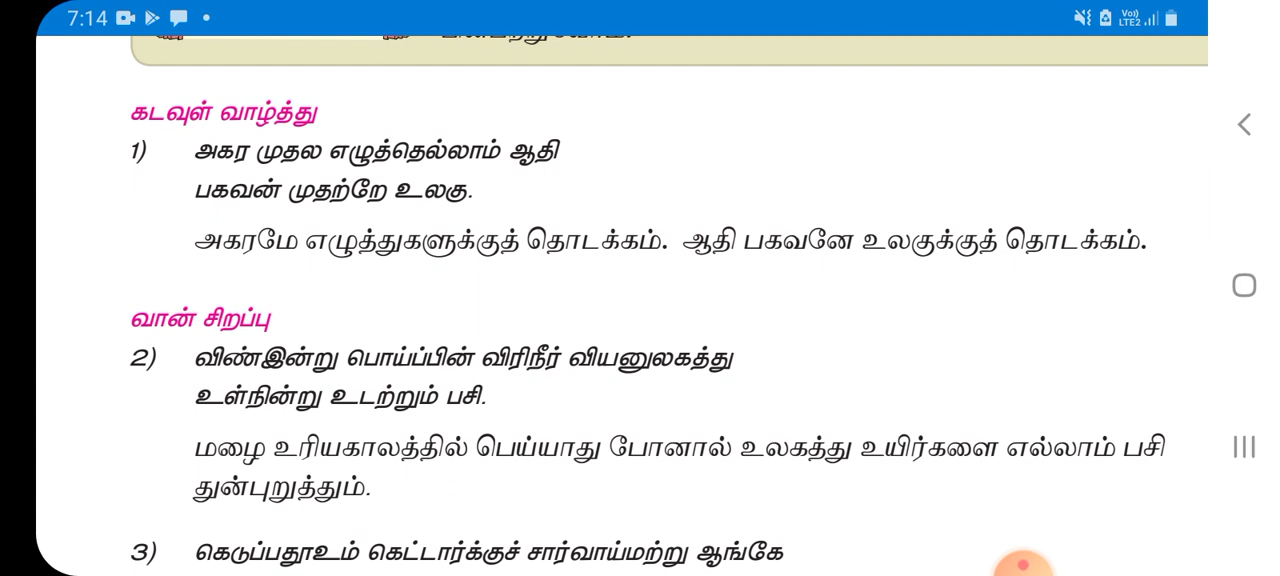 7:14
Vo)) LTE2
கடவுள் வாழ்த்து
1) அகர முதல எழுத்தெல்லாம் ஆதி
பகவன் முதற்றே உலகு.
அகரமே எழுத்துகளுக்குத் தொடக்கம். ஆதி பகவனே உலகுக்குத் தொடக்கம்.
வான் சிறப்பு
2) விண்இன்று பொய்ப்பின் விரிநீர் வியனுலகத்து
உள்நின்று உடற்றும் பசி.
மழை உரியகாலத்தில் பெய்யாது போனால் உலகத்து உயிர்களை எல்லாம் பசி
துன்புறுத்தும்.
3) கெடுப்பதூஉம் கெட்டார்க்குச் சார்வாய்மற்று ஆங்கே